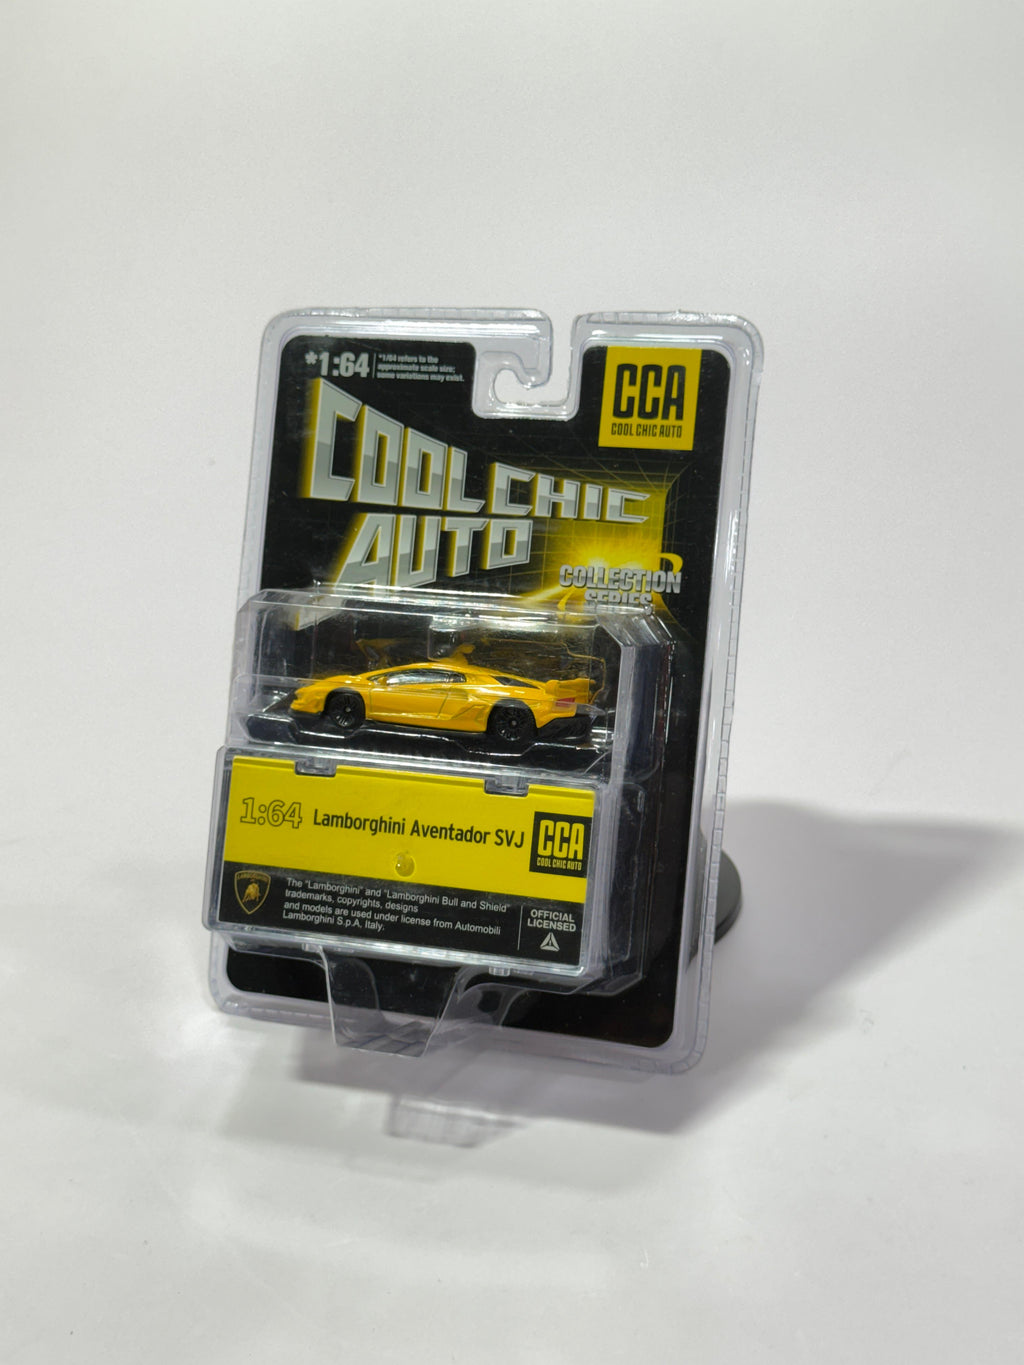 *1:64
*1/64 refers to the
approximate scale size;
some variations may exist.
CCA
COOL CHIC AUTO
COOL CHIC
AUTO
COLLECTION
SERIES
1:64 Lamborghini Aventador SVJ
CCA
COOL CHIC AUTO
LAMBORGHINI
The "Lamborghini" and "Lamborghini Bull and Shield"
trademarks, copyrights, designs
and models are used under license from Automobili
Lamborghini S.p.A, Italy.
OFFICIAL
LICENSED